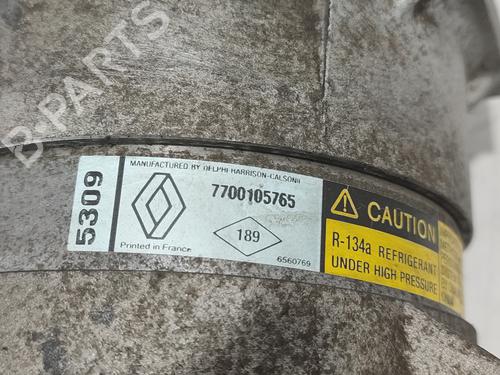 B-PARTS
5309
MANUFACTURED BY DELPHI HARRISON-CALSONIC
7700105765
189
Printed in France
6560769
CAUTION
R-134a REFRIGERANT
UNDER HIGH PRESSURE